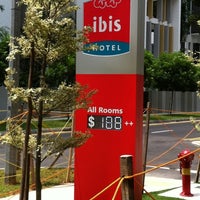 ibis
HOTEL
All Rooms
$188++